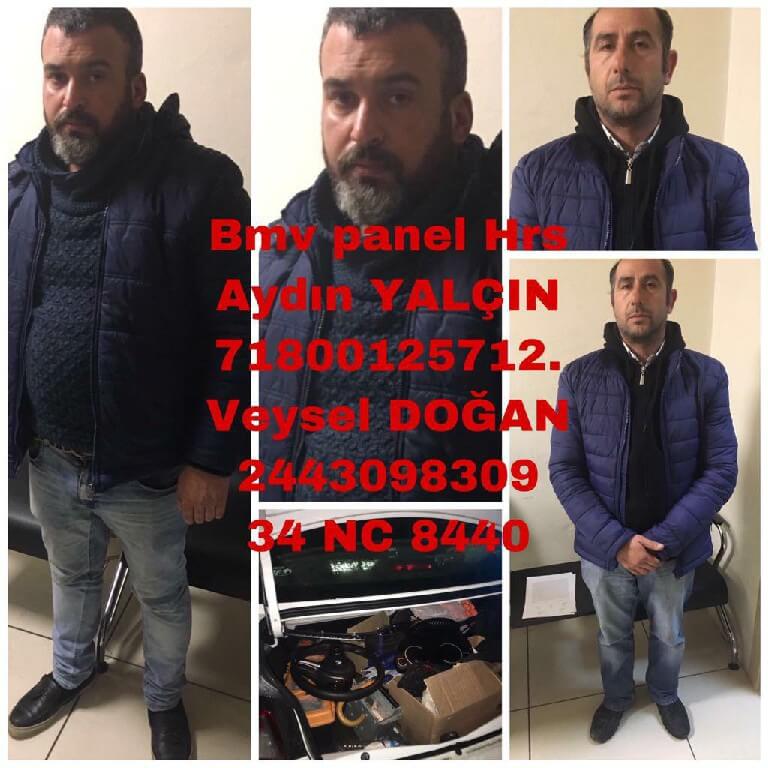 Bmv panel Hrs
Aydın YALÇIN
71800125712.
Veysel DOĞAN
2443098309
34 NC 8440